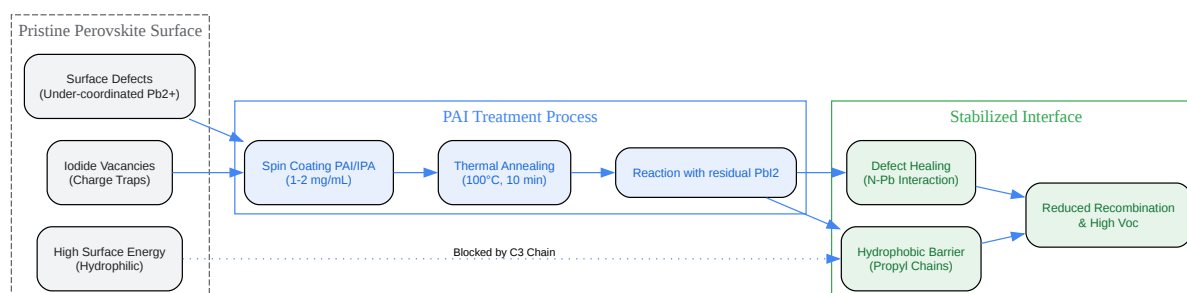 Pristine Perovskite Surface
Surface Defects
(Under-coordinated Pb2+)
Iodide Vacancies
(Charge Traps)
High Surface Energy
(Hydrophilic)
PAI Treatment Process
Spin Coating PAI/IPA
(1-2 mg/mL)
Thermal Annealing
(100°C, 10 min)
Reaction with residual PbI2
Blocked by C3 Chain
Stabilized Interface
Defect Healing
(N-Pb Interaction)
Hydrophobic Barrier
(Propyl Chains)
Reduced Recombination
& High Voc